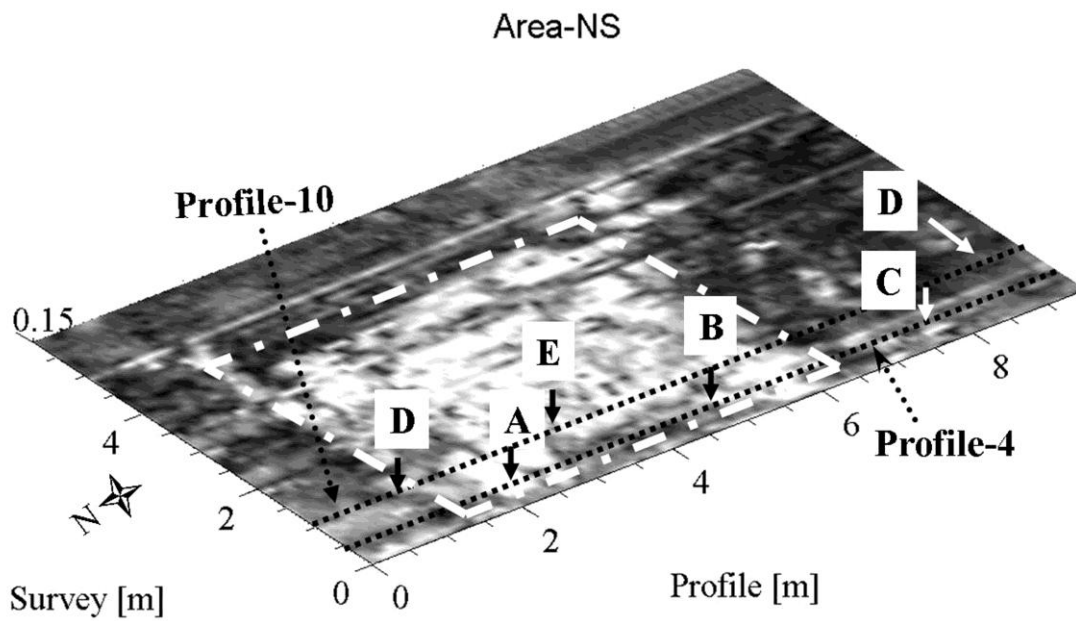 Area-NS
Profile-10
D
C
0.15
B
E
8
A
D
4
6
Profile-4
4
N
2
2
0
0
Survey [m]
Profile [m]